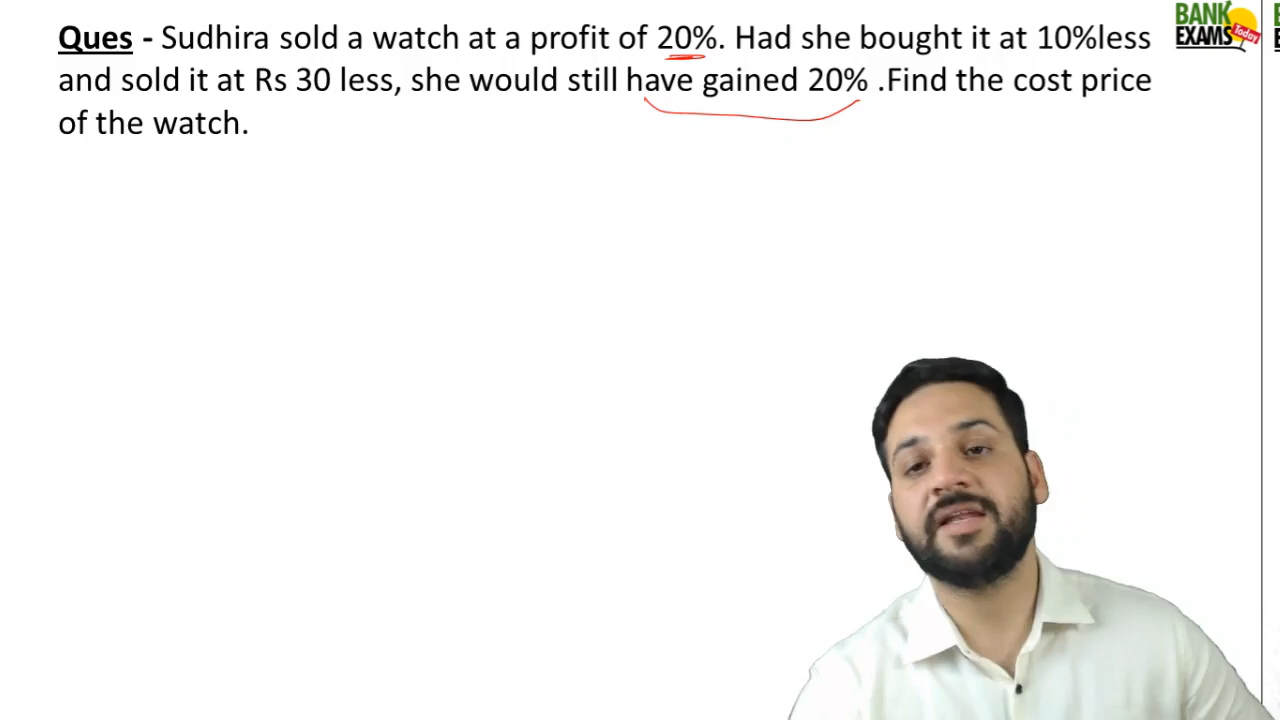 Ques - Sudhira sold a watch at a profit of 20%. Had she bought it at 10%less
and sold it at Rs 30 less, she would still have gained 20% .Find the cost price
of the watch.
BANK
EXAMS Today